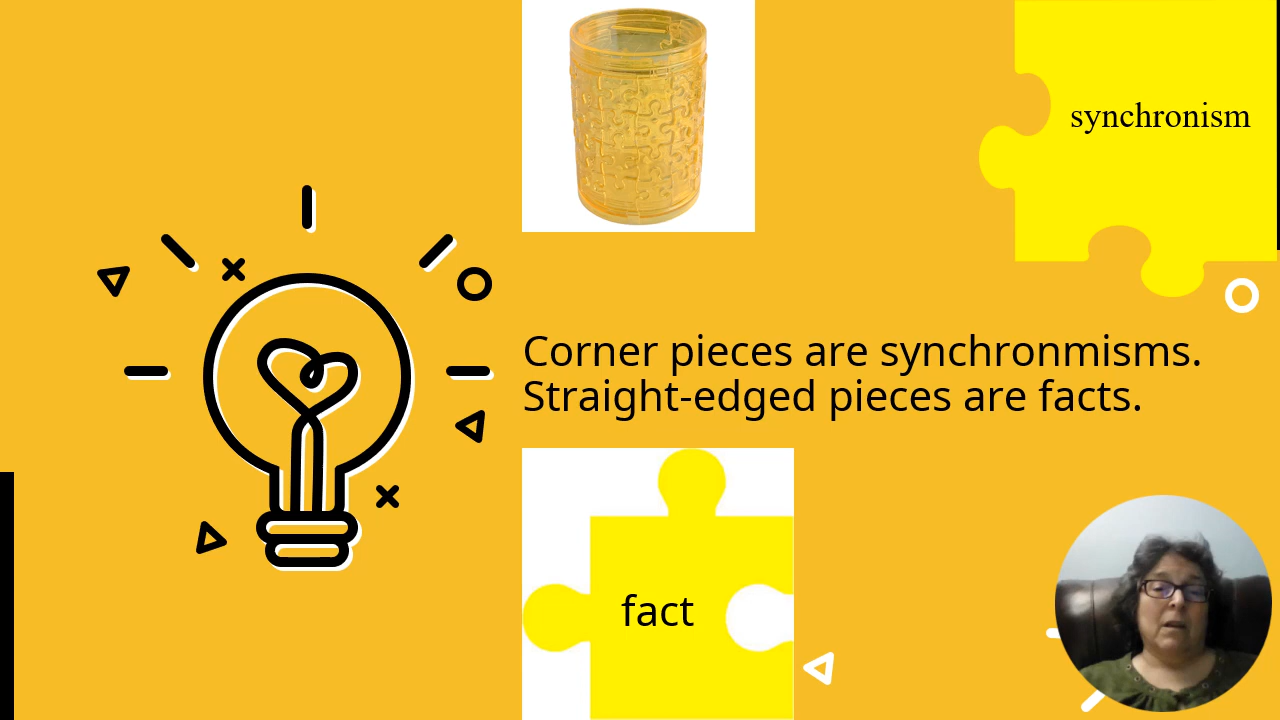 synchronism
Corner pieces are synchronmisms.
Straight-edged pieces are facts.
fact